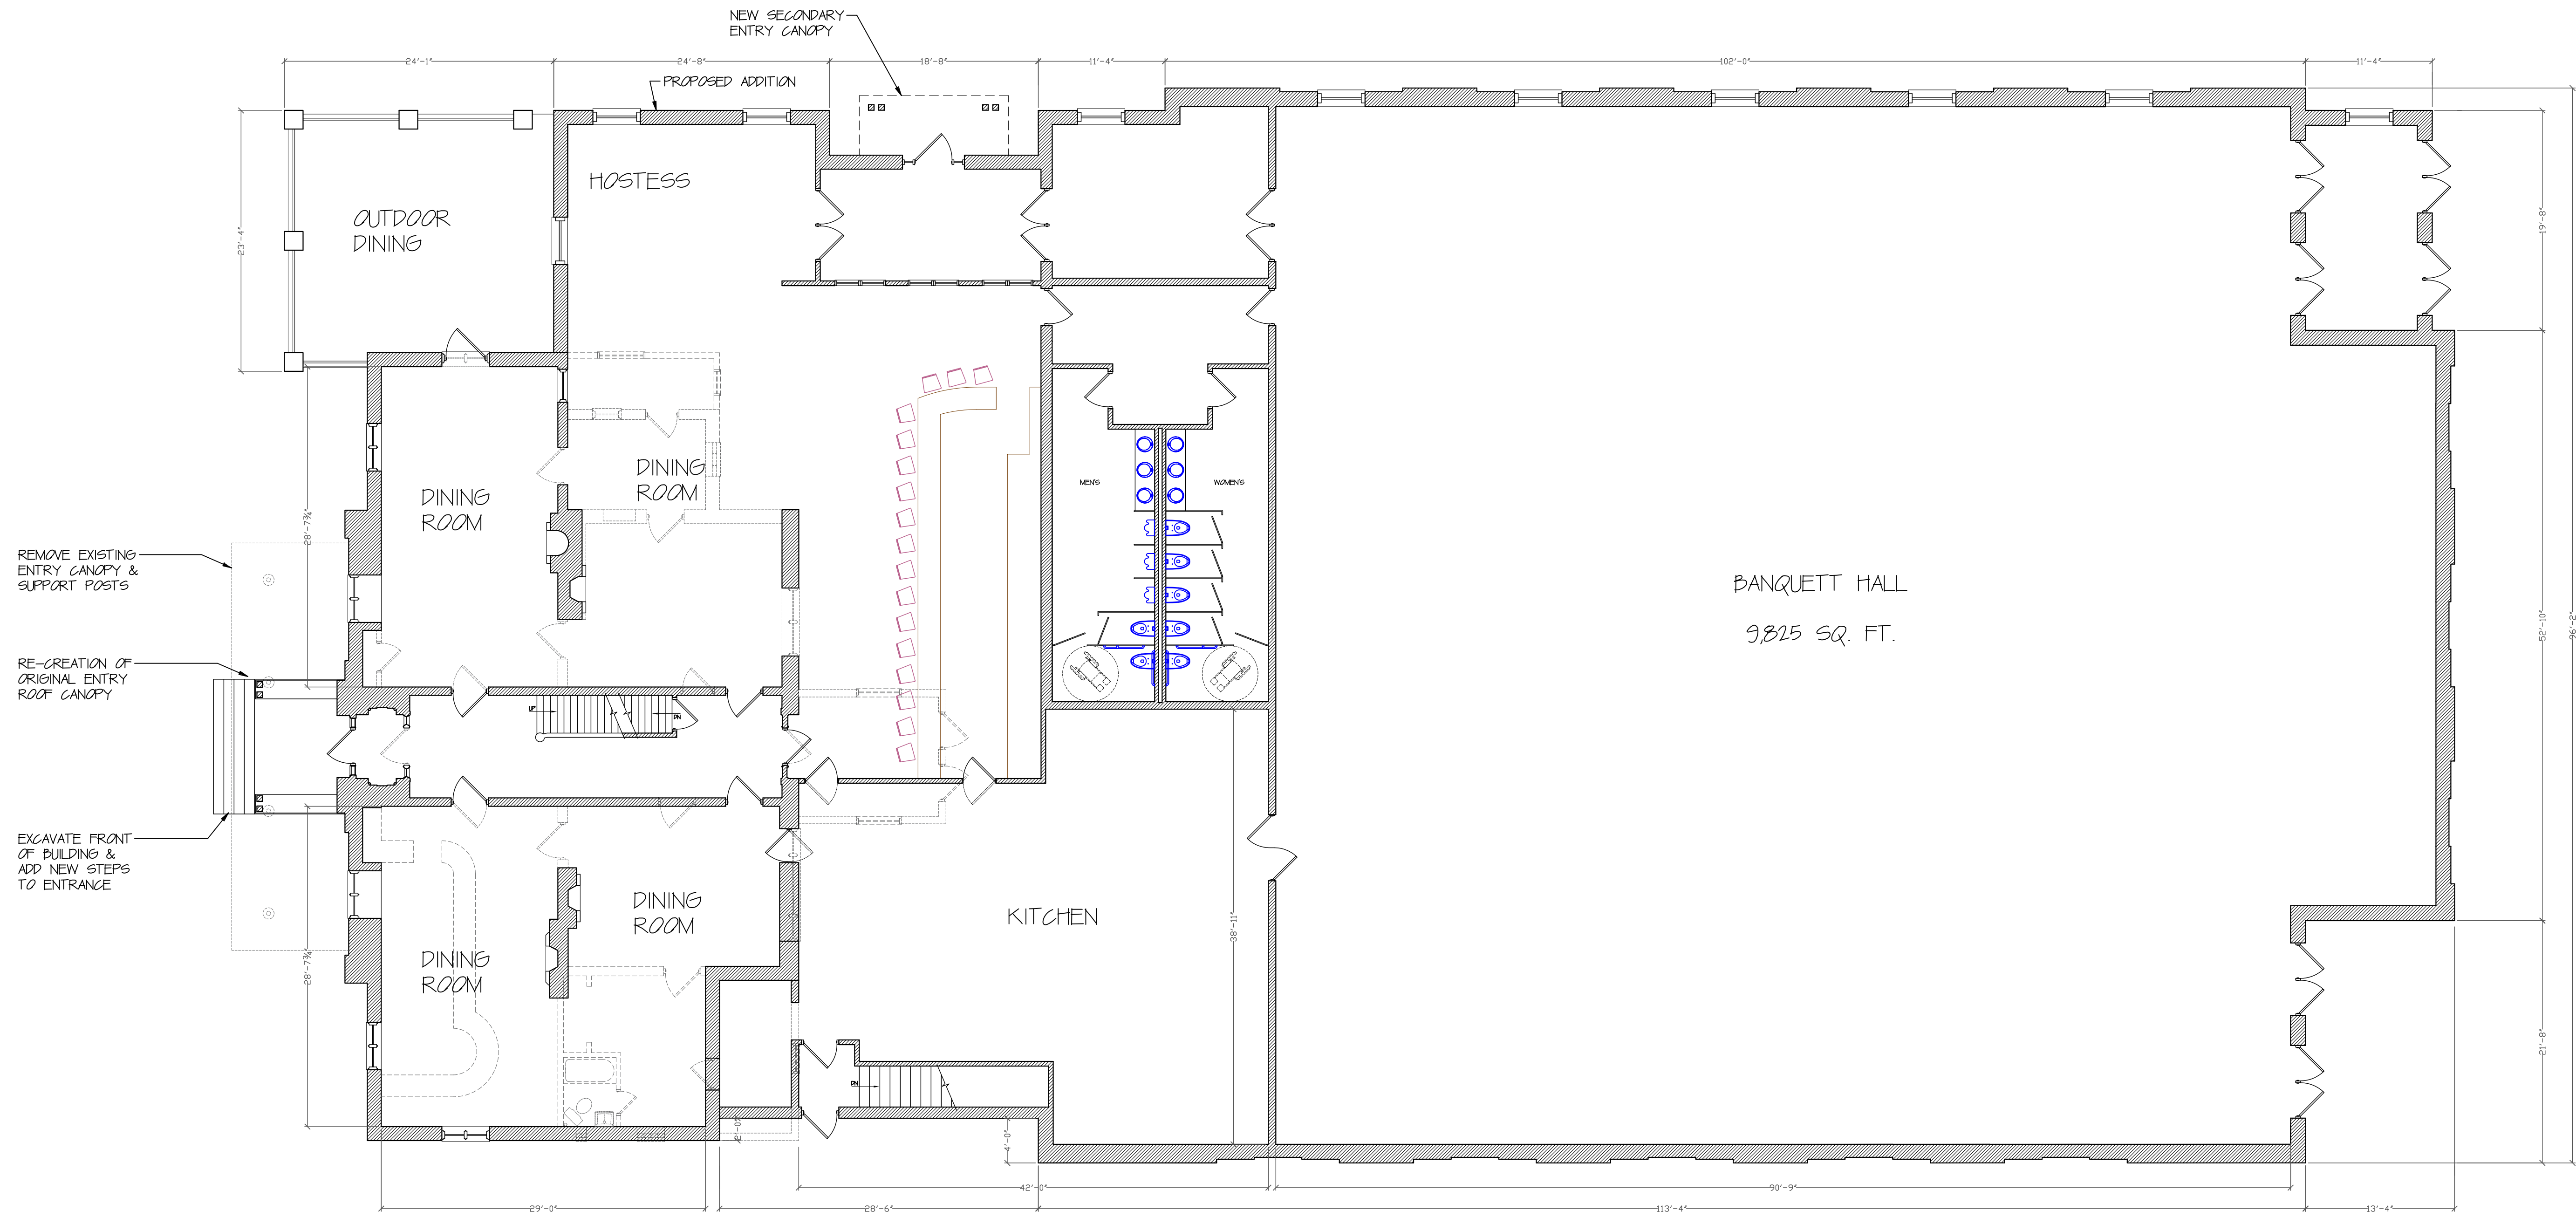 NEW SECONDARY
ENTRY CANOPY
24'-1"
24'-8"
18'-8"
11'-4"
102'-0"
11'-4"
PROPOSED ADDITION
HOSTESS
OUTDOOR
DINING
23'-4"
19'-8"
DINING
ROOM
DINING
ROOM
MEN'S
WOMEN'S
28'-7¾"
REMOVE EXISTING
ENTRY CANOPY &
SUPPORT POSTS
BANQUETT HALL
9,825 SQ. FT.
52'-10"
96'-2"
RE-CREATION OF
ORIGINAL ENTRY
ROOF CANOPY
UP
DN
EXCAVATE FRONT
OF BUILDING &
ADD NEW STEPS
TO ENTRANCE
DINING
ROOM
KITCHEN
38'-11"
DINING
ROOM
28'-7¾"
21'-8"
DN
2'-0"
4'-0"
42'-0"
90'-9"
29'-0"
28'-6"
113'-4"
13'-4"